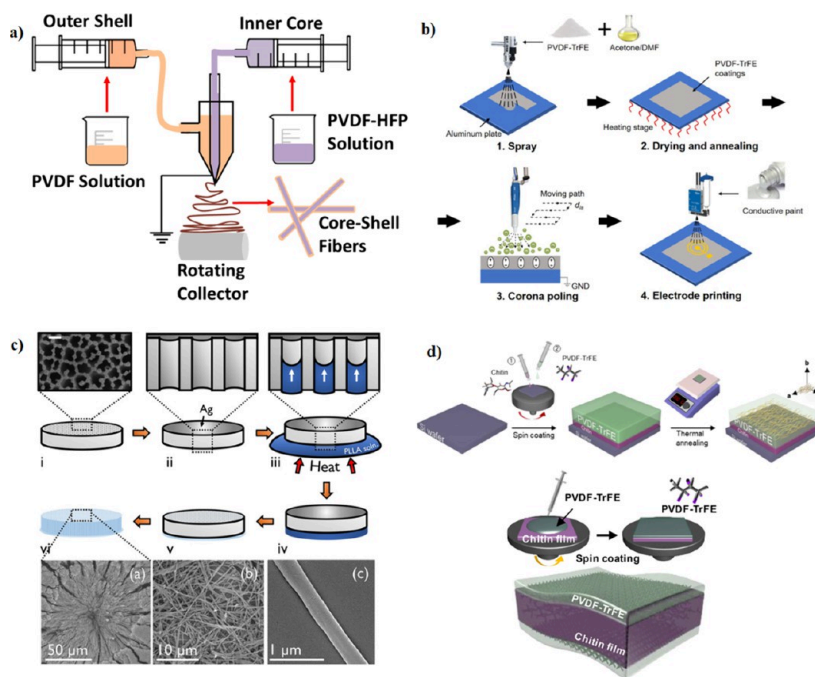 a)
Outer Shell
Inner Core
PVDF Solution
PVDF-HFP
Solution
Core-Shell
Fibers
Rotating
Collector
b)
PVDF-TrFE
Acetone/DMF
Aluminum plate
1. Spray
PVDF-TrFE
coatings
Heating stage
2. Drying and annealing
Moving path
GND
3. Corona poling
Conductive paint
4. Electrode printing
c)
Ag
i
ii
iii
PLLA soln.
Heat
vi
v
iv
(a)
50 µm
(b)
10 µm
(c)
1 µm
d)
Chitin
PVDF-TrFE
Si wafer
Spin coating
PVDF-TrFE
Thermal
annealing
PVDF-TrFE
b
a
PVDF-TrFE
Chitin film
PVDF-TrFE
Spin coating
PVDF-TrFE
Chitin film